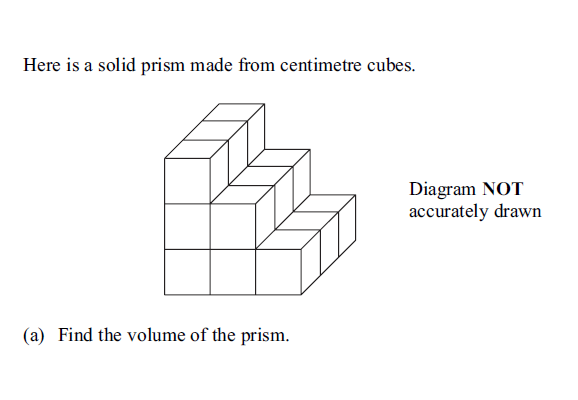 Here is a solid prism made from centimetre cubes.
Diagram NOT
accurately drawn
(a) Find the volume of the prism.